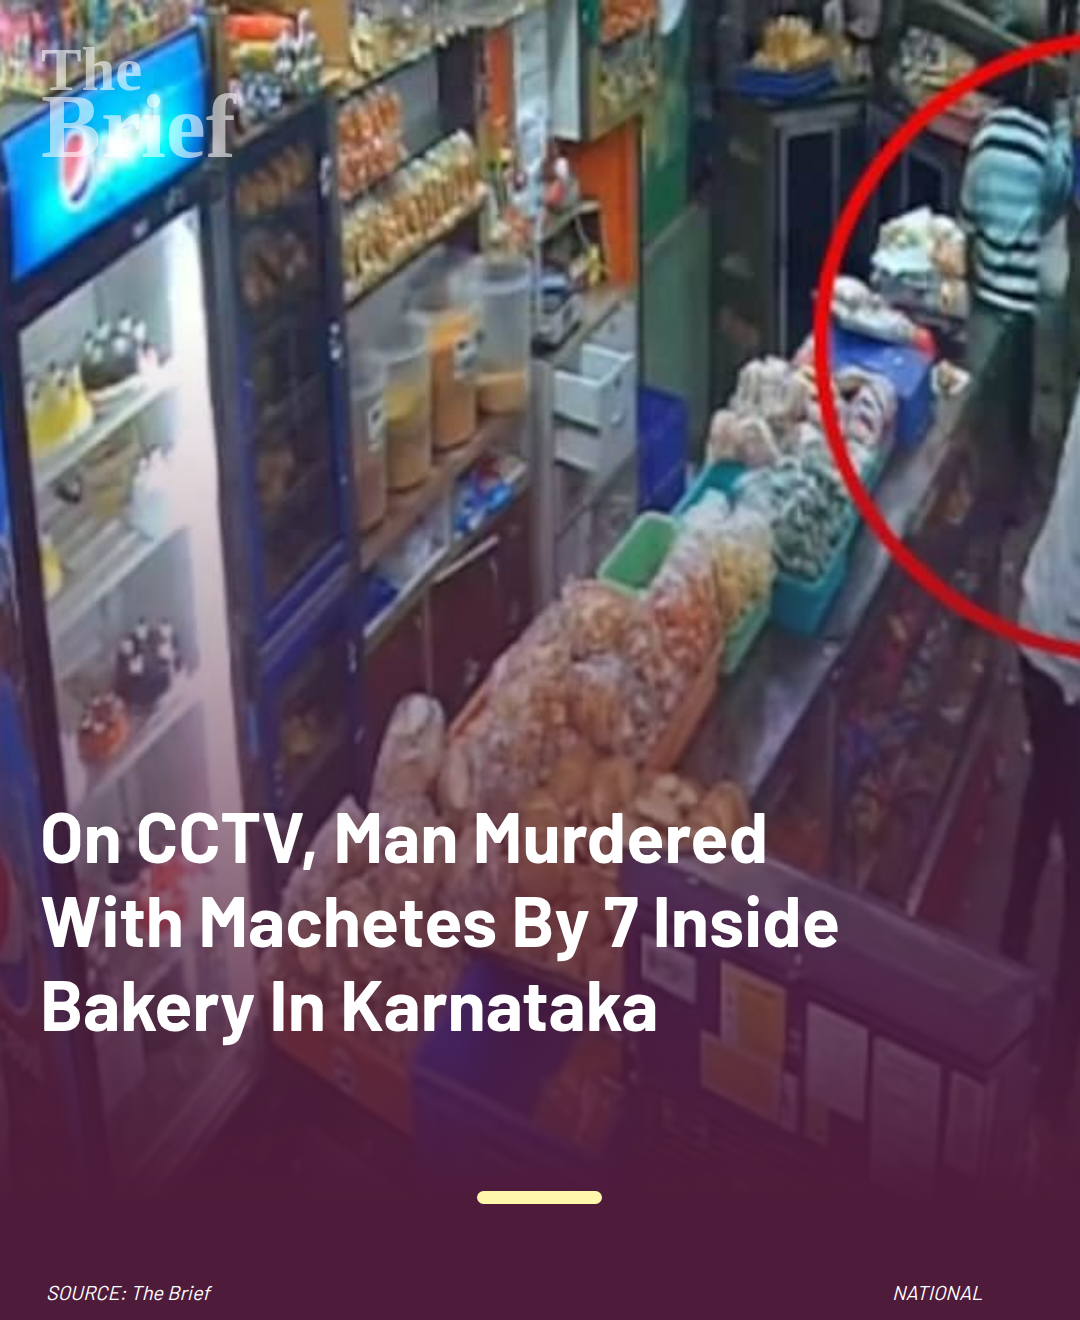 The
Brief
On CCTV, Man Murdered
With Machetes By 7 Inside
Bakery In Karnataka
SOURCE: The Brief
NATIONAL